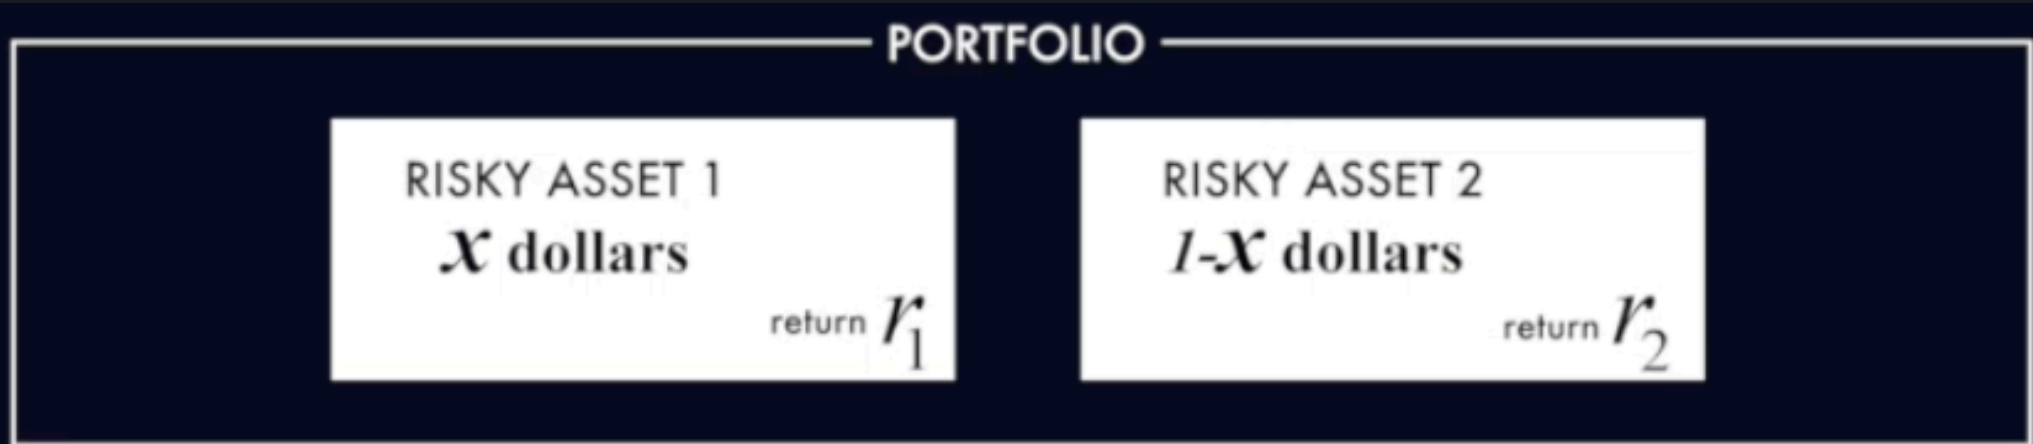 PORTFOLIO
RISKY ASSET 1
x dollars
return r₁
RISKY ASSET 2
1-x dollars
return r₂